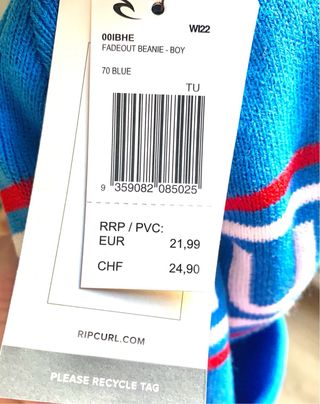 WI22
00IBHE
FADEOUT BEANIE - BOY
70 BLUE
TU
9 359082 085025
RRP / PVC:
EUR 21,99
CHF 24,90
RIPCURL.COM
PLEASE RECYCLE TAG